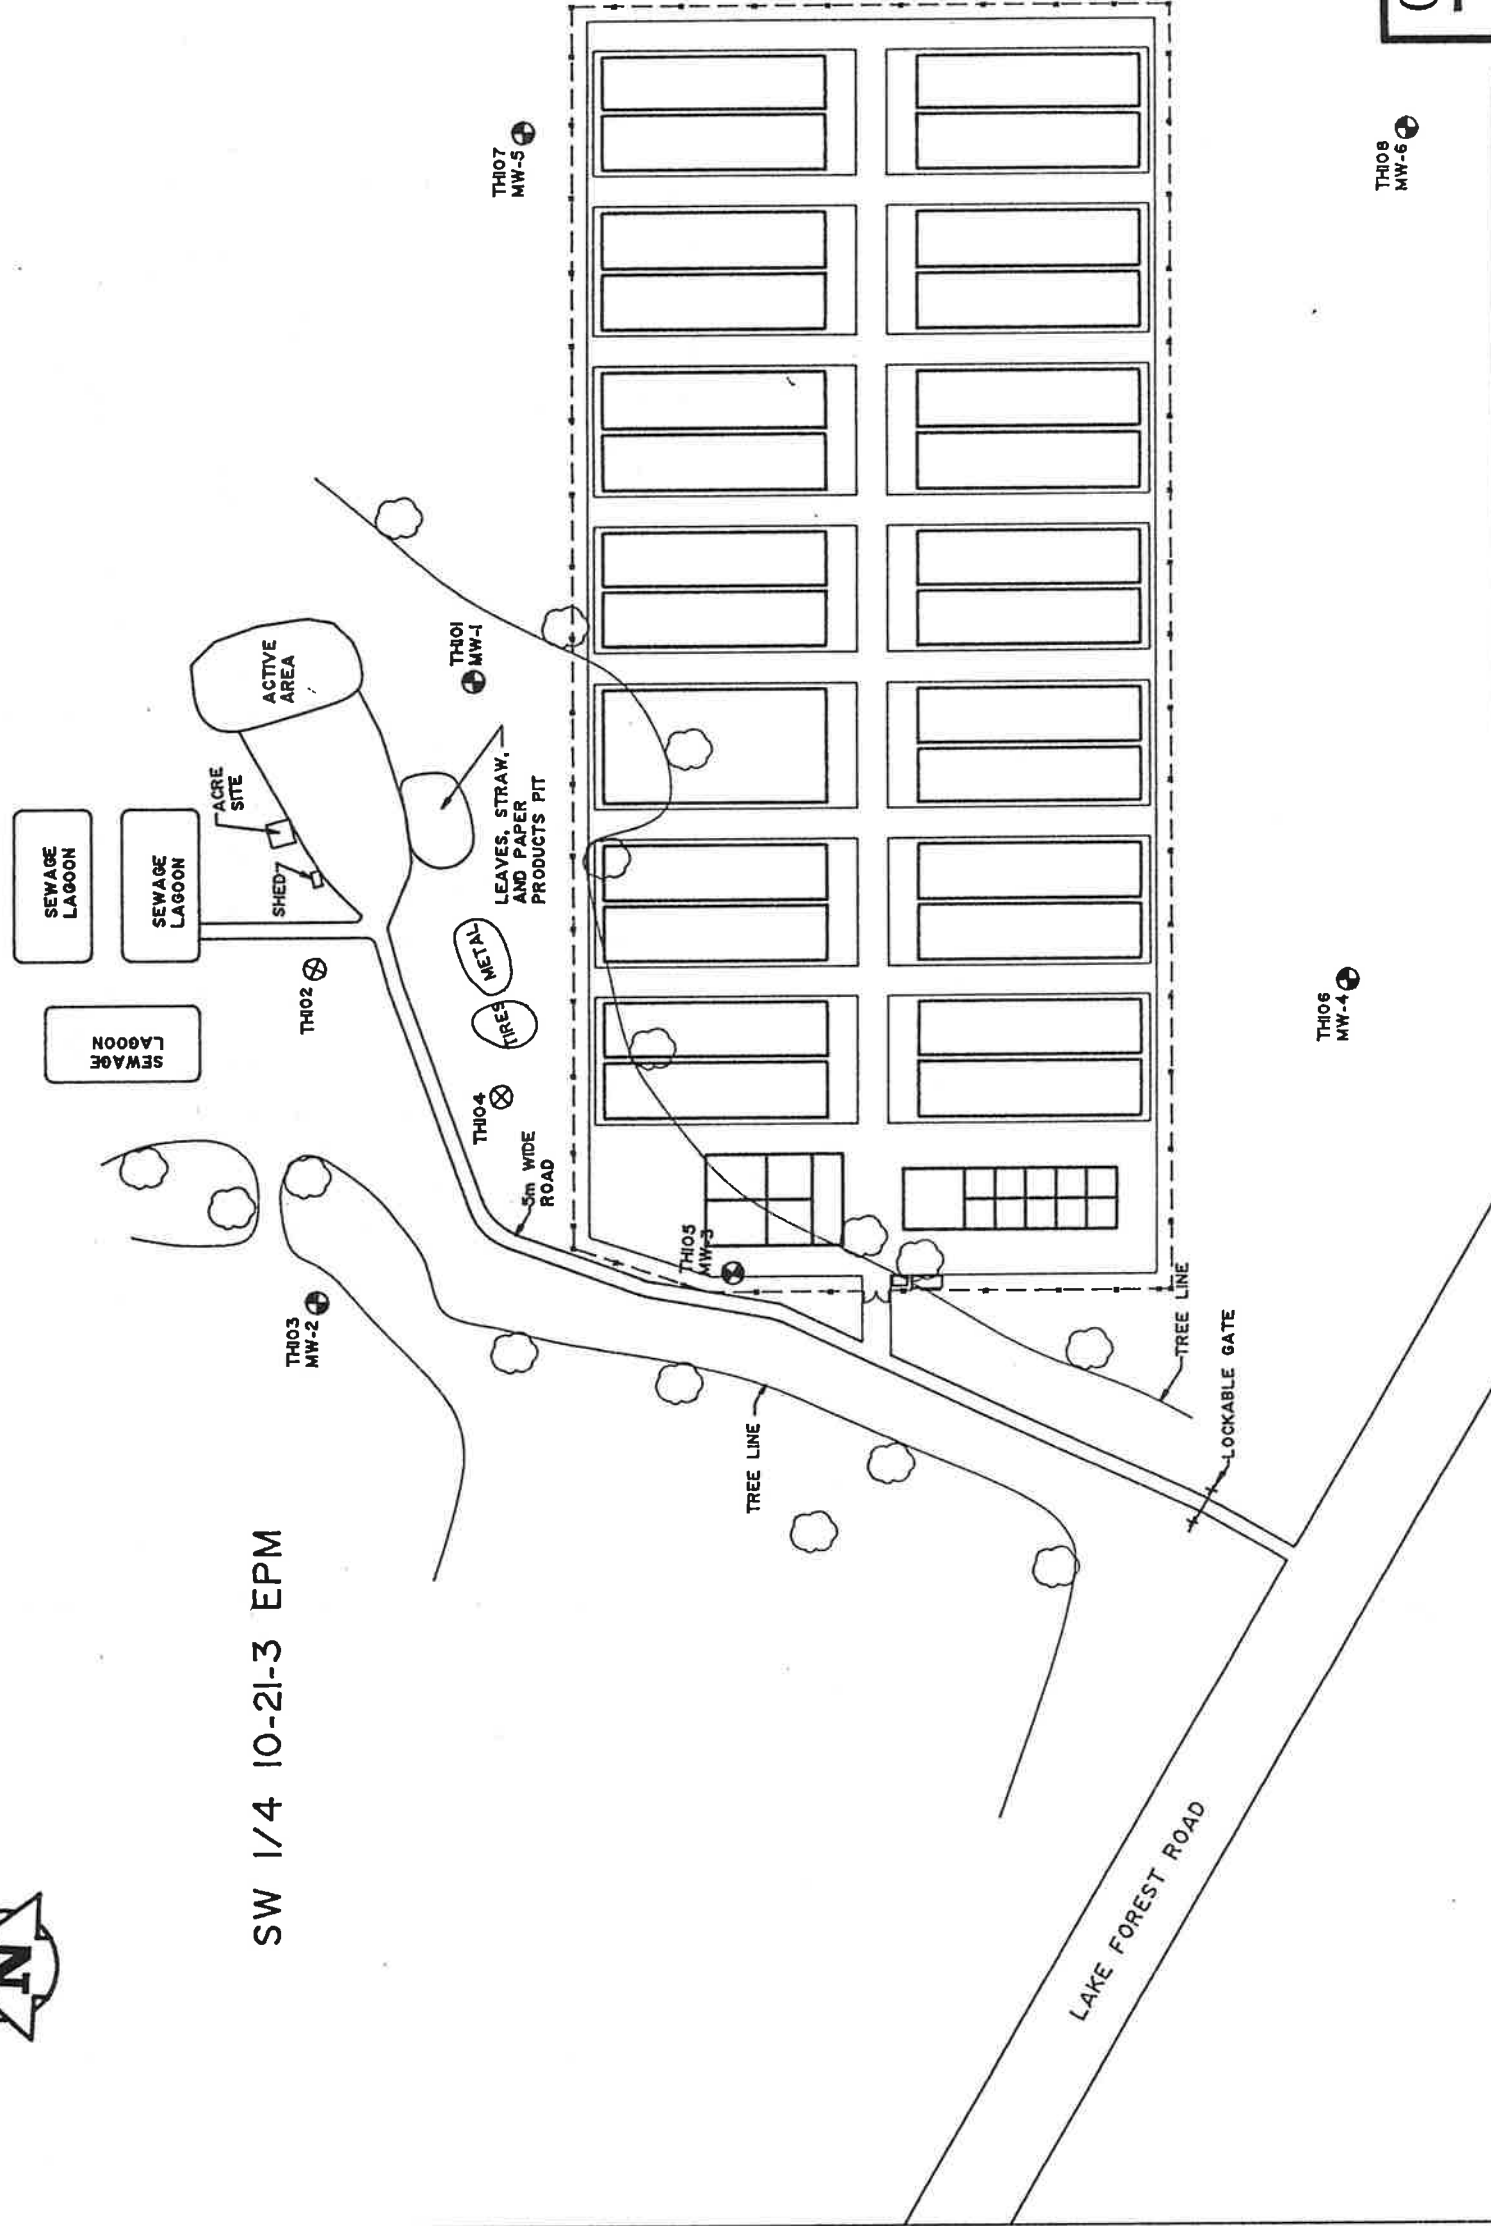 N
SW 1/4 10-21-3 EPM
SEWAGE
LAGOON
SEWAGE
LAGOON
SEWAGE
LAGOON
ACRE
SITE
SHED
ACTIVE
AREA
TH102
TH103
MW-2
TH104
5m WIDE
ROAD
TIRES
METAL
LEAVES, STRAW,
AND PAPER
PRODUCTS PIT
TH101
MW-1
TH107
MW-5
TH105
MW-3
TREE LINE
TREE LINE
LOCKABLE GATE
LAKE FOREST ROAD
TH106
MW-4
TH108
MW-6